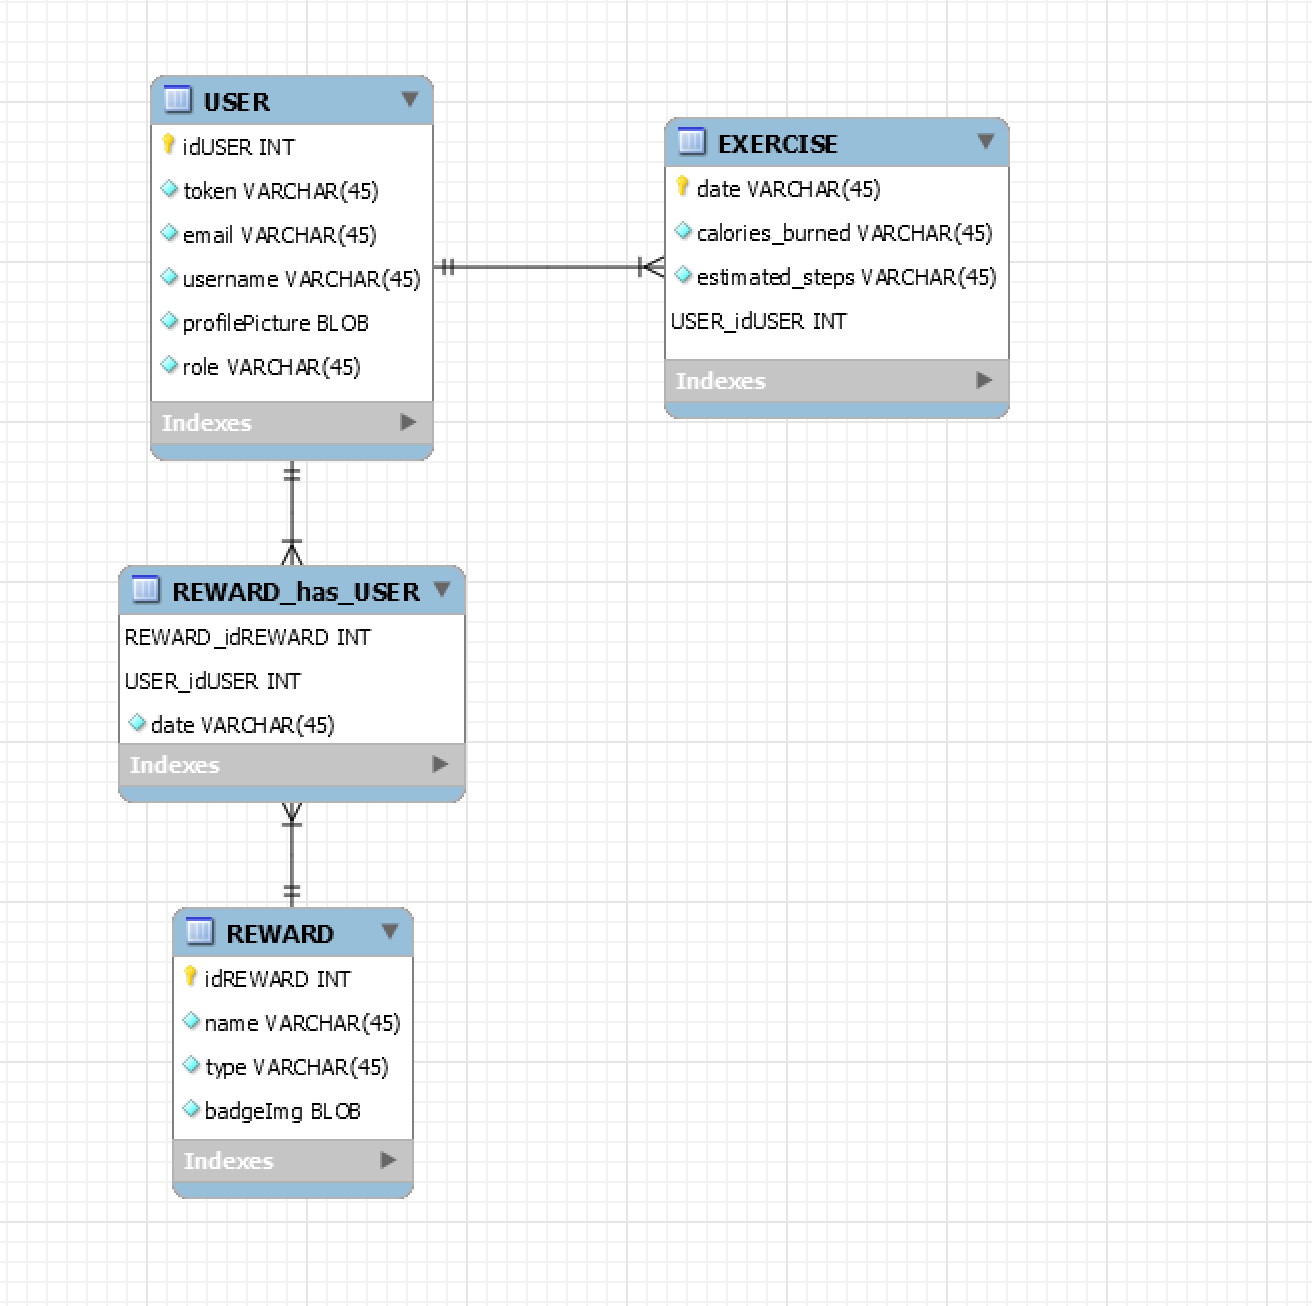 USER
idUSER INT
token VARCHAR(45)
email VARCHAR(45)
username VARCHAR(45)
profilePicture BLOB
role VARCHAR(45)
Indexes
EXERCISE
date VARCHAR(45)
calories_burned VARCHAR(45)
estimated_steps VARCHAR(45)
USER_idUSER INT
Indexes
REWARD_has_USER
REWARD_idREWARD INT
USER_idUSER INT
date VARCHAR(45)
Indexes
REWARD
idREWARD INT
name VARCHAR(45)
type VARCHAR(45)
badgeImg BLOB
Indexes